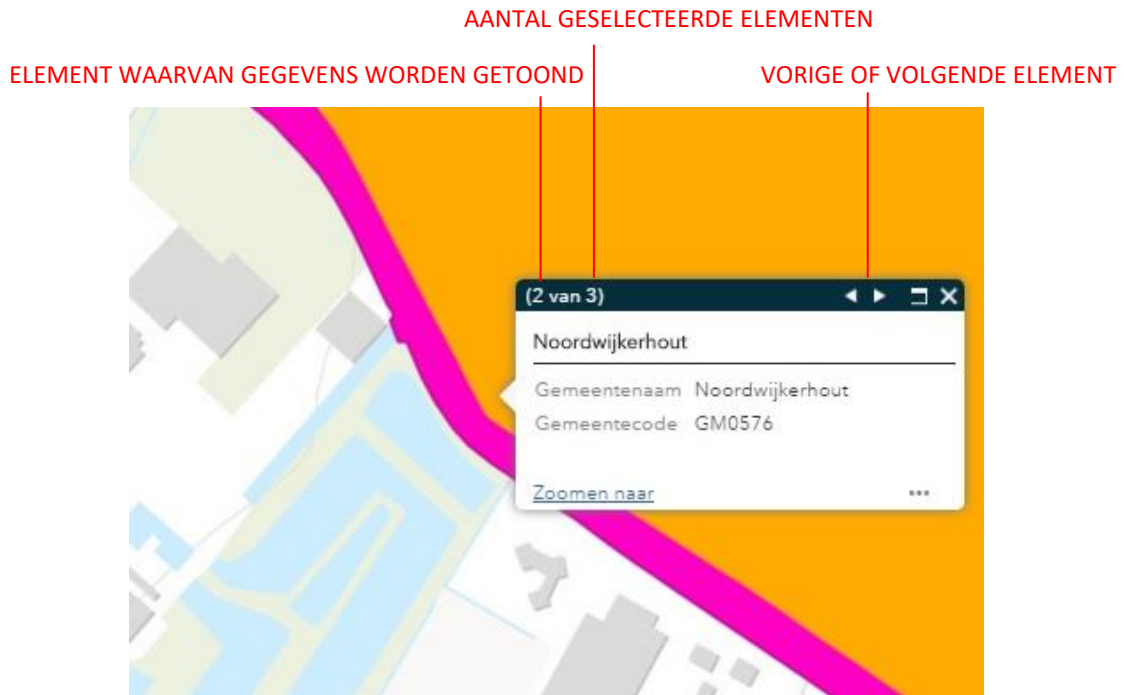 AANTAL GESELECTEERDE ELEMENTEN
ELEMENT WAARVAN GEGEVENS WORDEN GETOOND
VORIGE OF VOLGENDE ELEMENT
(2 van 3)
Noordwijkerhout
Gemeentenaam Noordwijkerhout
Gemeentecode GM0576
Zoomen naar